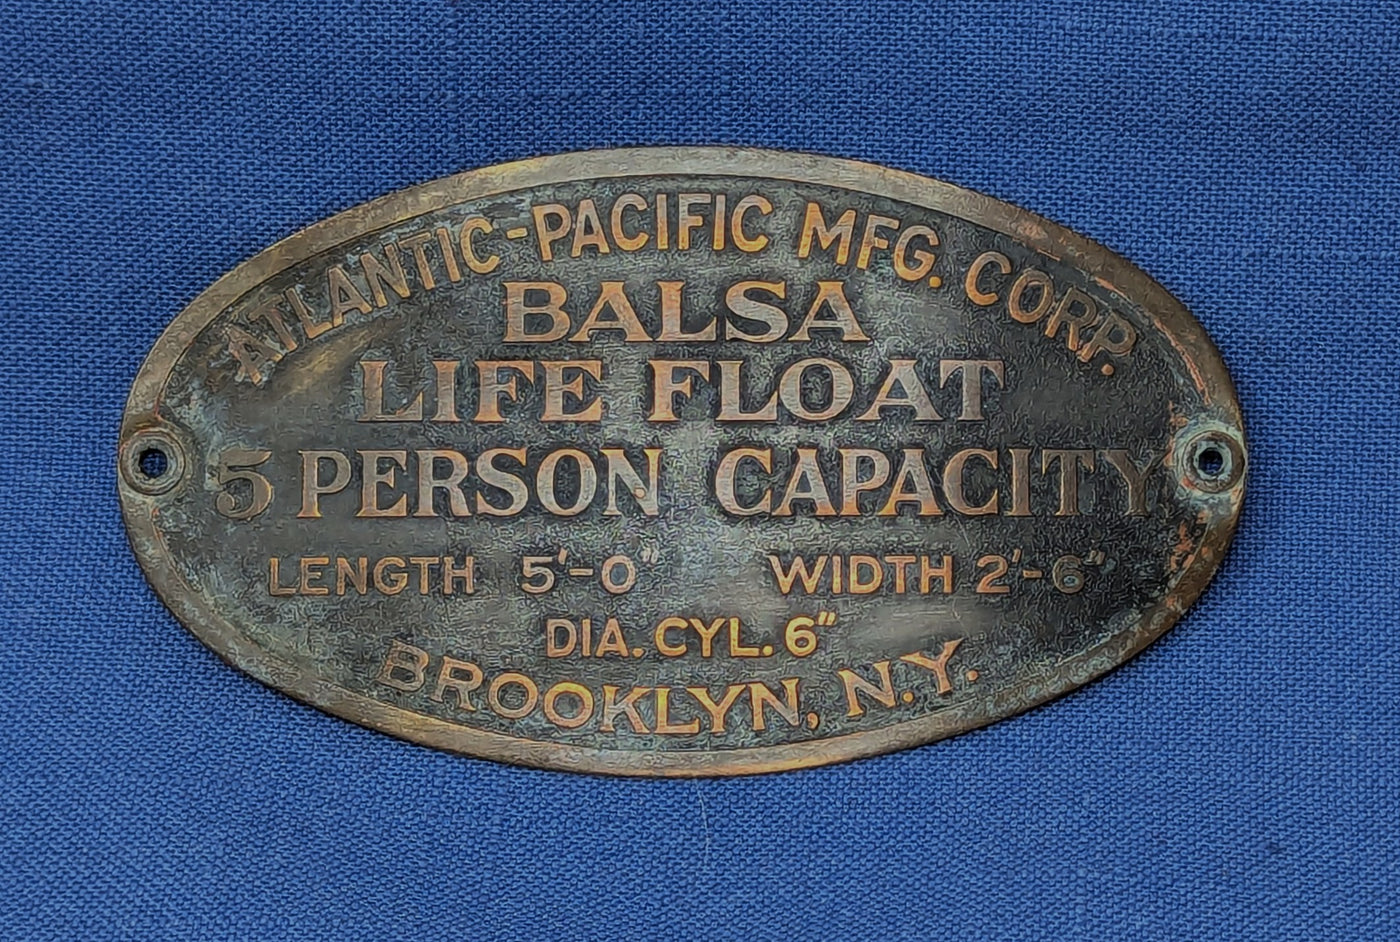 ATLANTIC-PACIFIC MFG. CORP.
BALSA
LIFE FLOAT
5 PERSON CAPACITY
LENGTH 5'-0" WIDTH 2'-6"
DIA. CYL. 6"
BROOKLYN, N.Y.